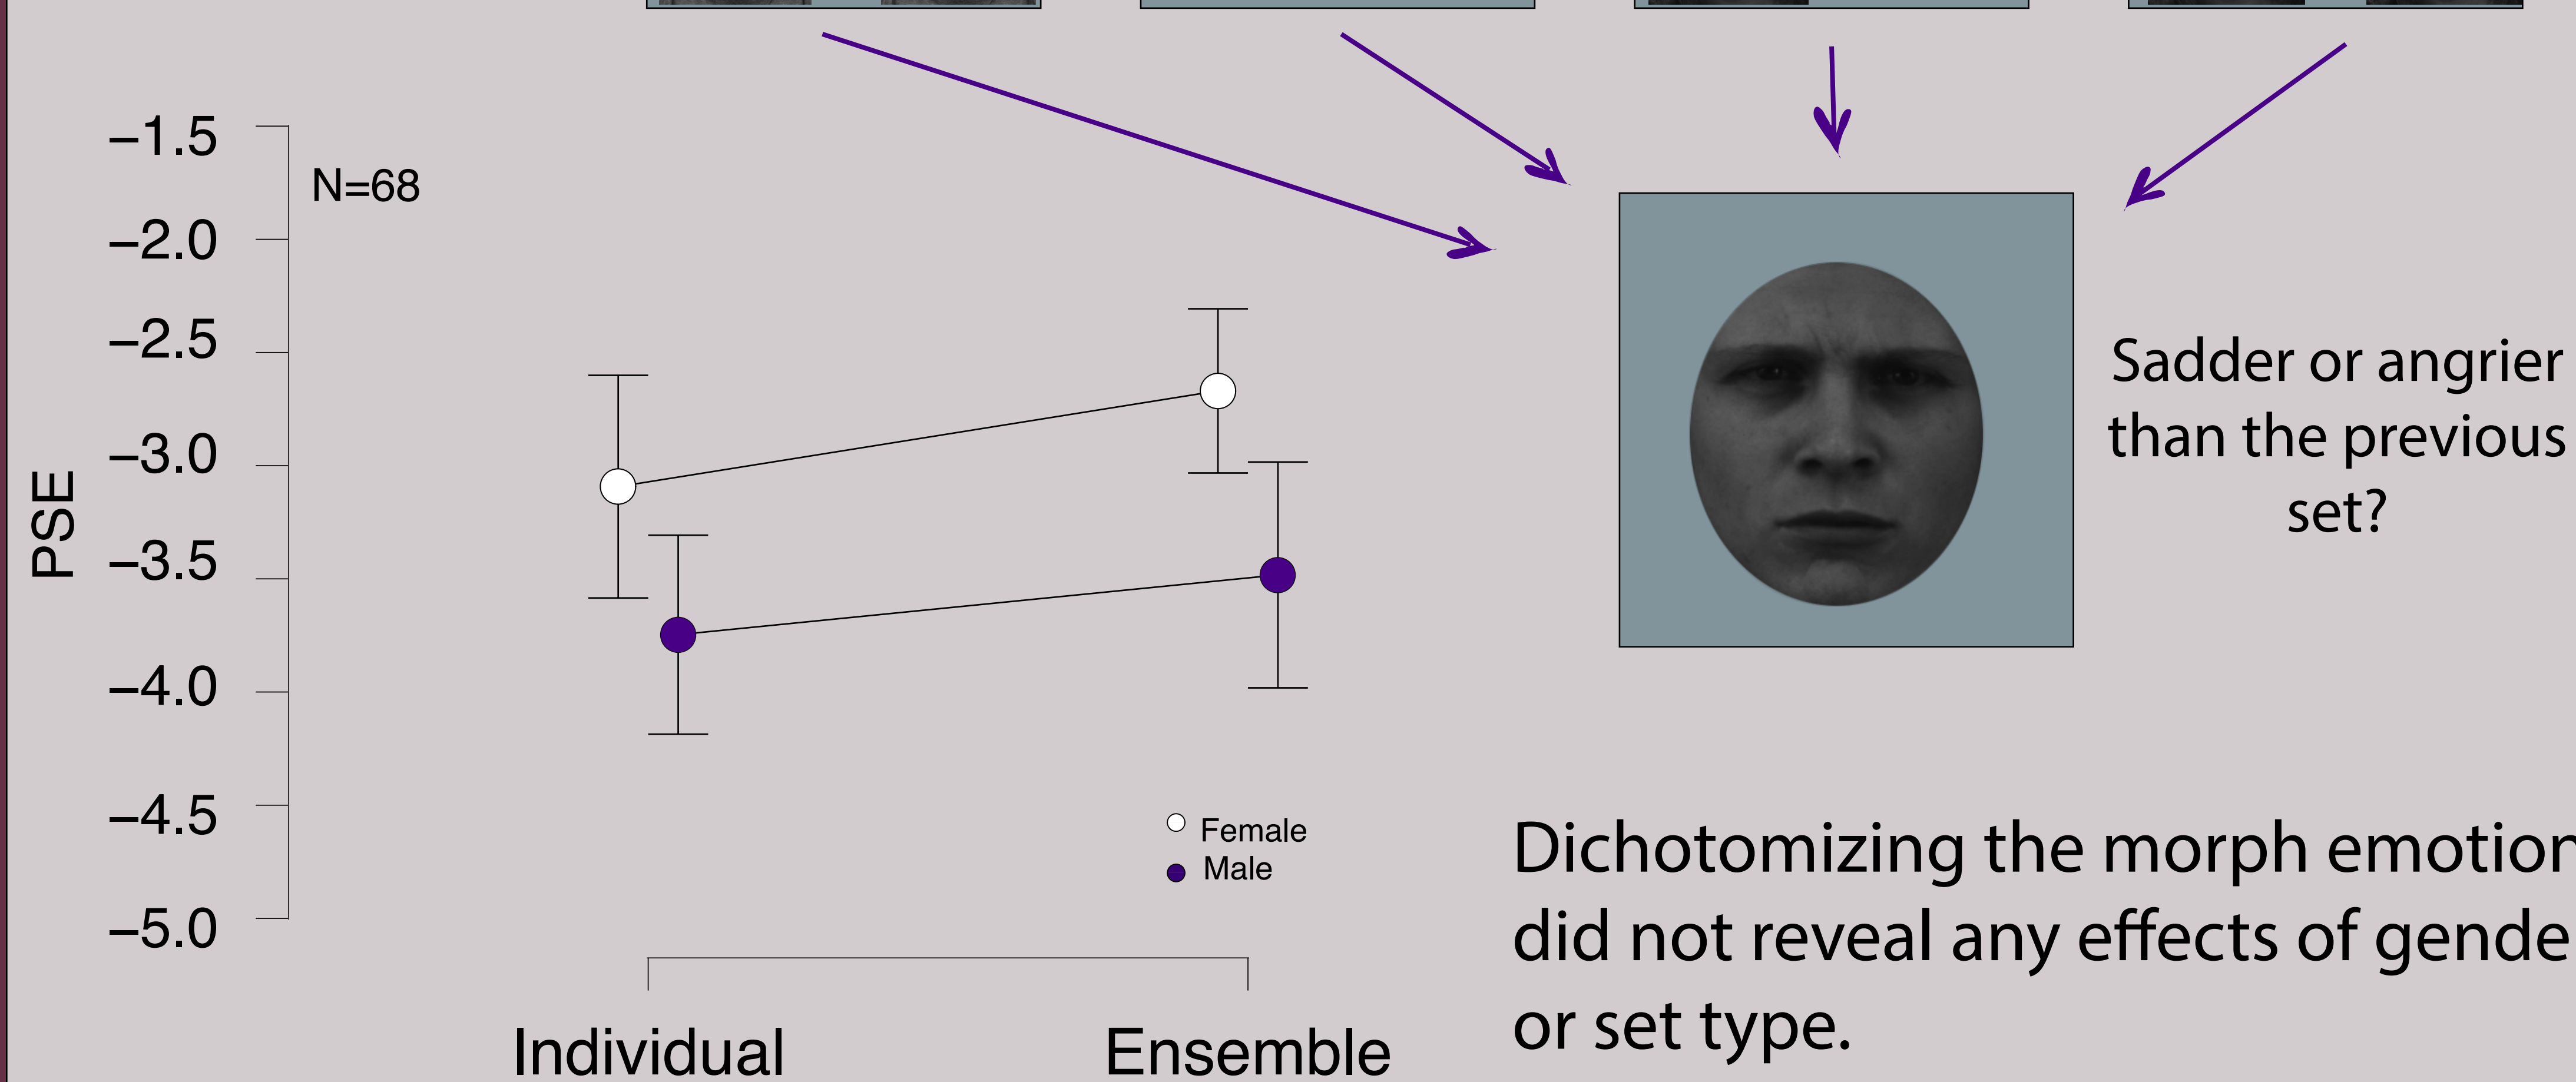 −1.5
N=68
−2.0
−2.5
−3.0
−3.5
−4.0
−4.5
−5.0
PSE
Female
Male
Individual
Ensemble
Sadder or angrier
than the previous
set?
Dichotomizing the morph emotion
did not reveal any effects of gende
or set type.